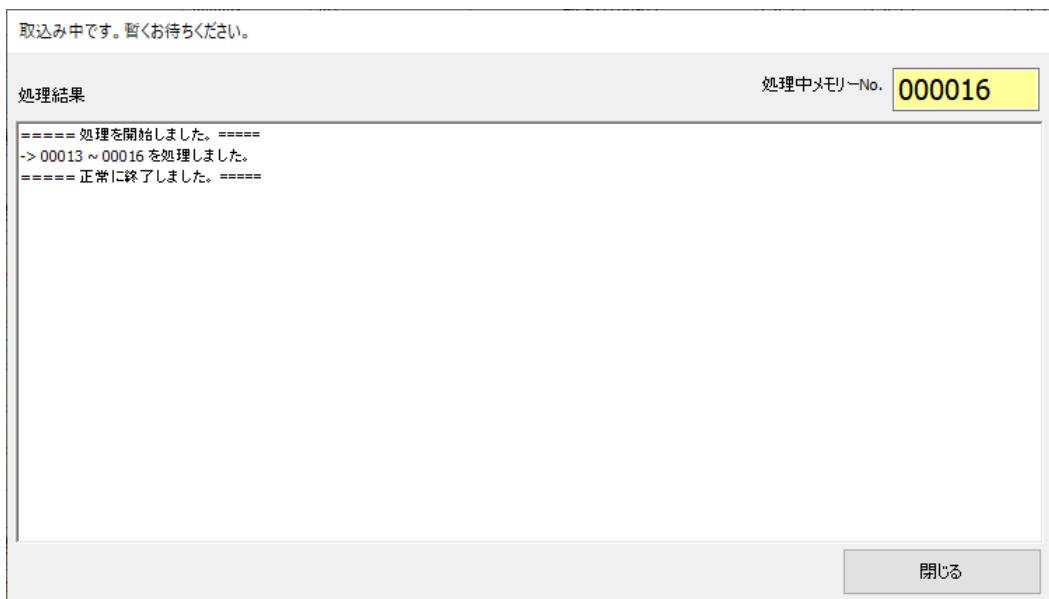 取込み中です。暫くお待ちください。
処理中メモリーNo.
000016
処理結果
===== 処理を開始しました。 =====
-> 00013 ~ 00016 を処理しました。
===== 正常に終了しました。 =====
閉じる